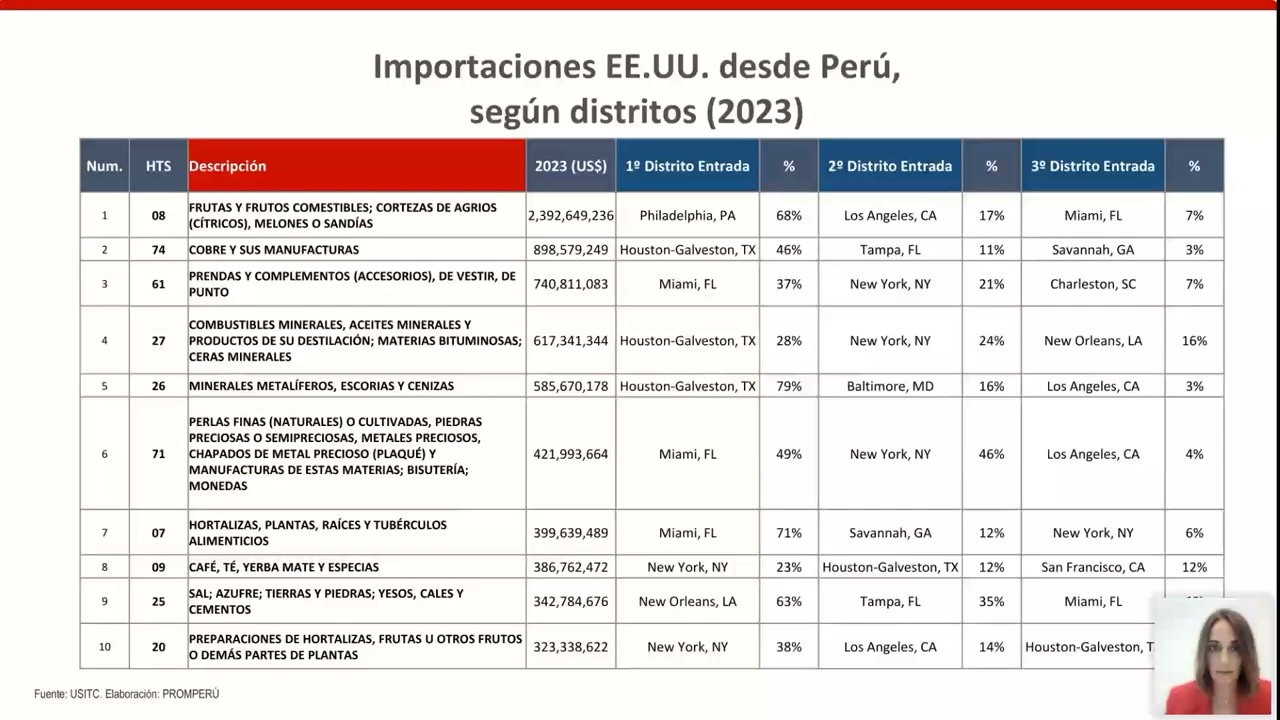 Importaciones EE.UU. desde Perú,
según distritos (2023)
Num. HTS Descripción 2023 (US$) 1º Distrito Entrada % 2º Distrito Entrada % 3º Distrito Entrada %
1 08 FRUTAS Y FRUTOS COMESTIBLES; CORTEZAS DE AGRIOS
(CÍTRICOS), MELONES O SANDÍAS 2,392,649,236 Philadelphia, PA 68% Los Angeles, CA 17% Miami, FL 7%
2 74 COBRE Y SUS MANUFACTURAS 898,579,249 Houston-Galveston, TX 46% Tampa, FL 11% Savannah, GA 3%
3 61 PRENDAS Y COMPLEMENTOS (ACCESORIOS), DE VESTIR, DE
PUNTO 740,811,083 Miami, FL 37% New York, NY 21% Charleston, SC 7%
4 27 COMBUSTIBLES MINERALES, ACEITES MINERALES Y
PRODUCTOS DE SU DESTILACIÓN; MATERIAS BITUMINOSAS;
CERAS MINERALES 617,341,344 Houston-Galveston, TX 28% New York, NY 24% New Orleans, LA 16%
5 26 MINERALES METALÍFEROS, ESCORIAS Y CENIZAS 585,670,178 Houston-Galveston, TX 79% Baltimore, MD 16% Los Angeles, CA 3%
6 71 PERLAS FINAS (NATURALES) O CULTIVADAS, PIEDRAS
PRECIOSAS O SEMIPRECIOSAS, METALES PRECIOSOS,
CHAPADOS DE METAL PRECIOSO (PLAQUÉ) Y
MANUFACTURAS DE ESTAS MATERIAS; BISUTERÍA;
MONEDAS 421,993,664 Miami, FL 49% New York, NY 46% Los Angeles, CA 4%
7 07 HORTALIZAS, PLANTAS, RAÍCES Y TUBÉRCULOS
ALIMENTICIOS 399,639,489 Miami, FL 71% Savannah, GA 12% New York, NY 6%
8 09 CAFÉ, TÉ, YERBA MATE Y ESPECIAS 386,762,472 New York, NY 23% Houston-Galveston, TX 12% San Francisco, CA 12%
9 25 SAL; AZUFRE; TIERRAS Y PIEDRAS; YESOS, CALES Y
CEMENTOS 342,784,676 New Orleans, LA 63% Tampa, FL 35% Miami, FL
10 20 PREPARACIONES DE HORTALIZAS, FRUTAS U OTROS FRUTOS
O DEMÁS PARTES DE PLANTAS 323,338,622 New York, NY 38% Los Angeles, CA 14% Houston-Galveston,
Fuente: USITC. Elaboración: PROMPERÚ